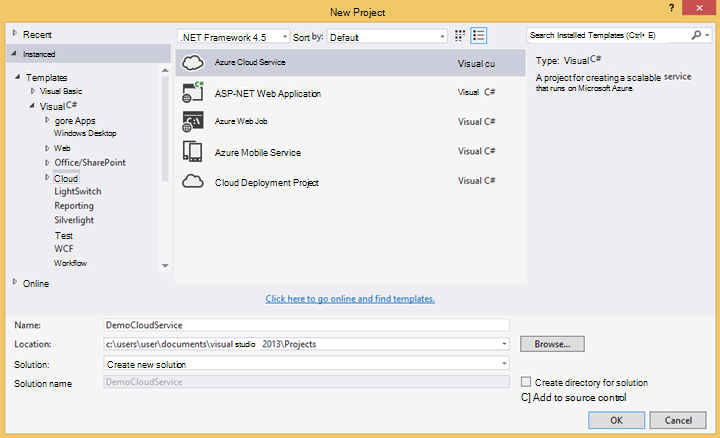 New Project
Recent
Instanced
Templates
Visual Basic
Visual C#
gore Apps
Windows Desktop
Web
Office/SharePoint
Cloud
LightSwitch
Reporting
Silverlight
Test
WCF
Workflow
Online
.NET Framework 4.5 Sort by: Default
Azure Cloud Service Visual cu
ASP-NET Web Application Visual C#
Azure Web Job Visual C#
Azure Mobile Service Visual C#
Cloud Deployment Project Visual C#
Click here to go online and find templates.
Search Installed Templates (Ctrl+ E)
Type: Visual C#
A project for creating a scalable service
that runs on Microsoft Azure.
Name: DemoCloudService
Location: c:\users\user\documents\visual studio 2013\Projects Browse...
Solution: Create new solution
Solution name DemoCloudService
Create directory for solution
C] Add to source control
OK Cancel